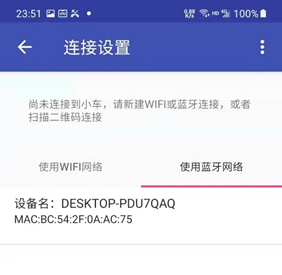 23:51 100%
连接设置
尚未连接到小车，请新建WIFI或蓝牙连接，或者
扫描二维码连接
使用WIFI网络 使用蓝牙网络
设备名：DESKTOP-PDU7QAQ
MAC:BC:54:2F:0A:AC:75